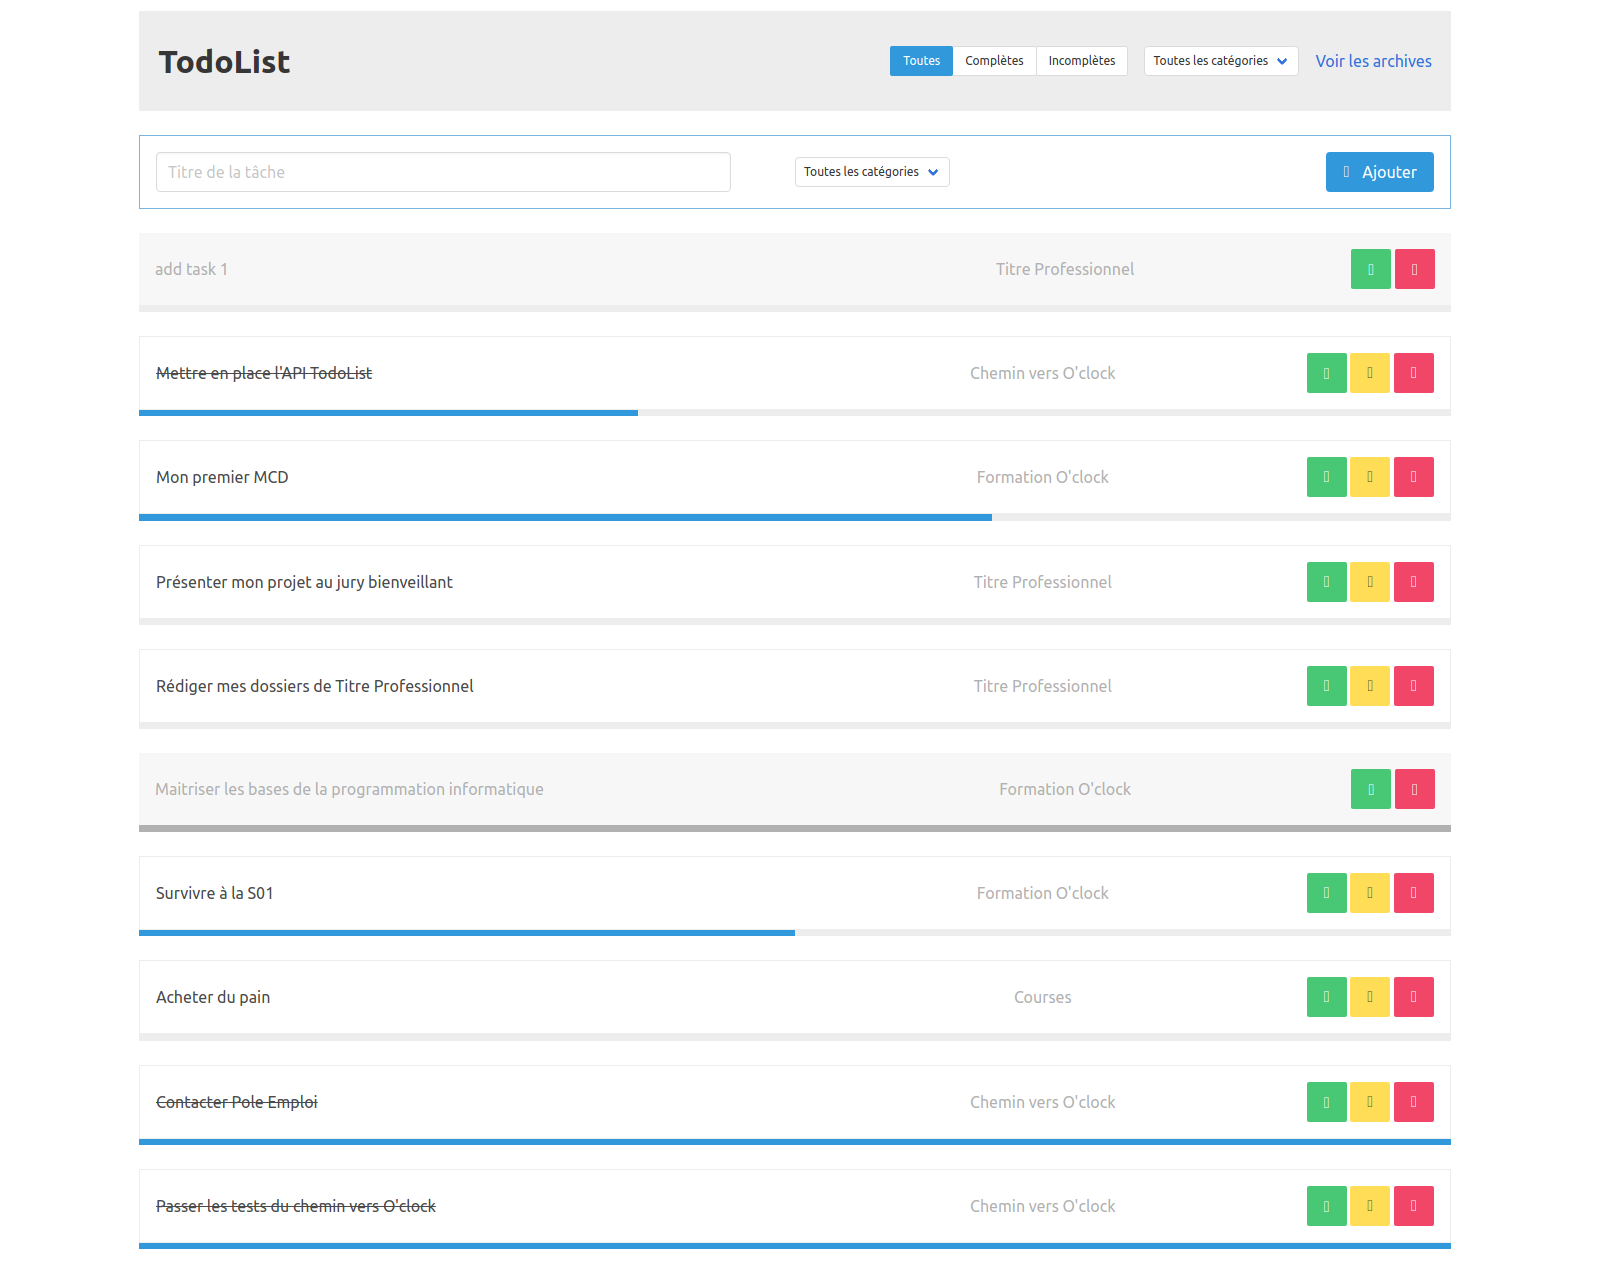 TodoList
Toutes
Complètes
Incomplètes
Toutes les catégories
Voir les archives
Titre de la tâche
Toutes les catégories
Ajouter
add task 1
Titre Professionnel
Mettre en place l'API TodoList
Chemin vers O'clock
Mon premier MCD
Formation O'clock
Présenter mon projet au jury bienveillant
Titre Professionnel
Rédiger mes dossiers de Titre Professionnel
Titre Professionnel
Maitriser les bases de la programmation informatique
Formation O'clock
Survivre à la S01
Formation O'clock
Acheter du pain
Courses
Contacter Pole Emploi
Chemin vers O'clock
Passer les tests du chemin vers O'clock
Chemin vers O'clock